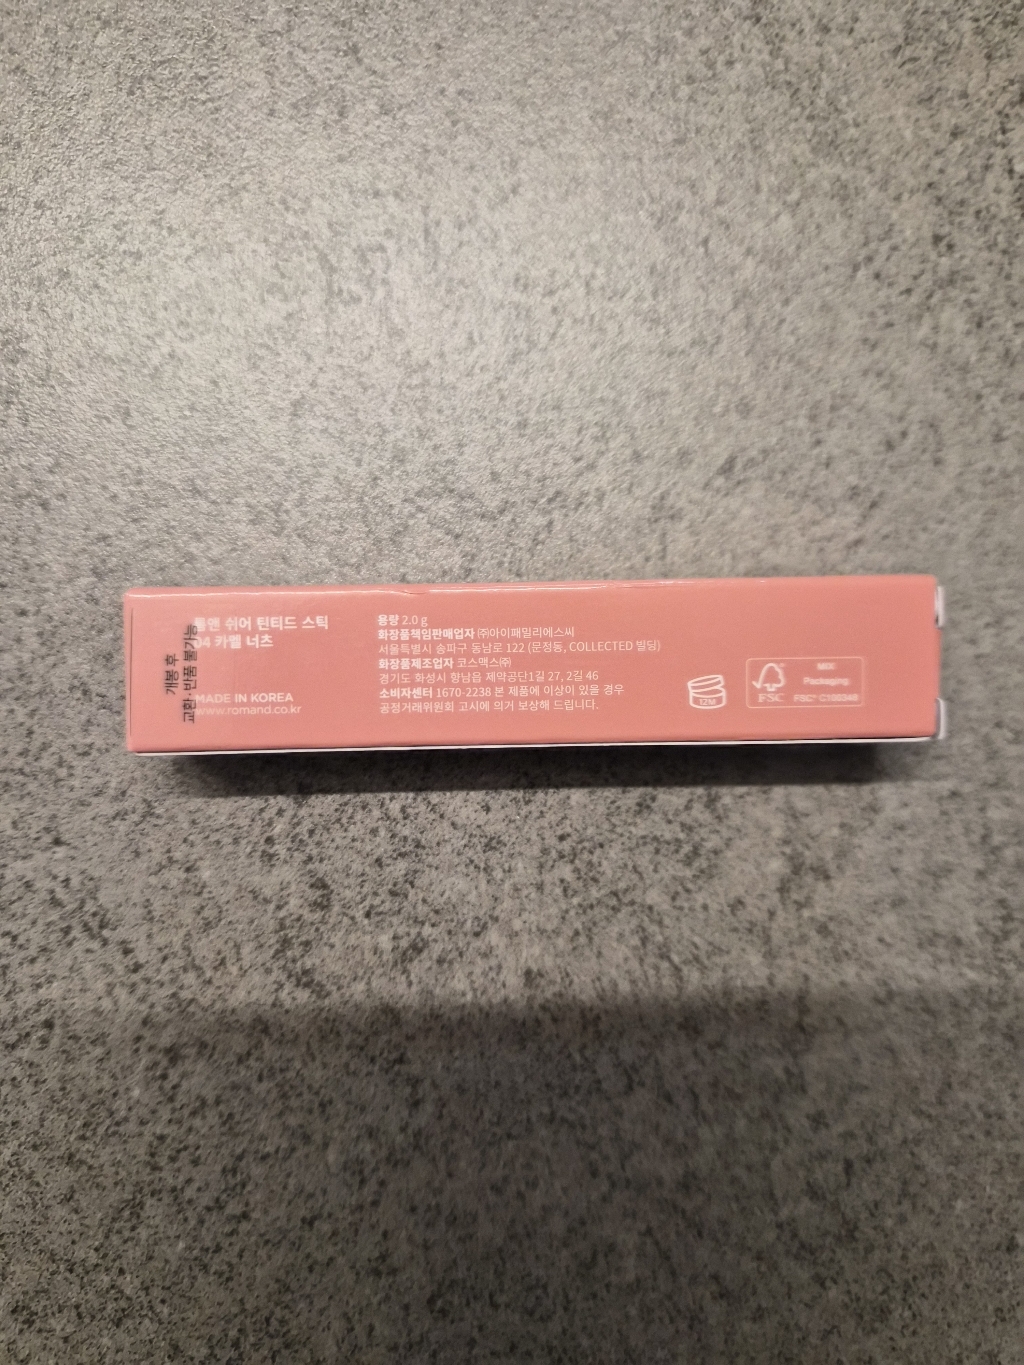 개봉 후
교환·반품 불가능
롬앤 쉬어 틴티드 스틱
04 카멜 너츠
MADE IN KOREA
www.romand.co.kr
용량 2.0 g
화장품책임판매업자 ㈜아이패밀리에스씨
서울특별시 송파구 동남로 122 (문정동, COLLECTED 빌딩)
화장품제조업자 코스맥스㈜
경기도 화성시 향남읍 제약공단1길 27, 2길 46
소비자센터 1670-2238 본 제품에 이상이 있을 경우
공정거래위원회 고시에 의거 보상해 드립니다.
12M
FSC
MIX
Packaging
FSC®